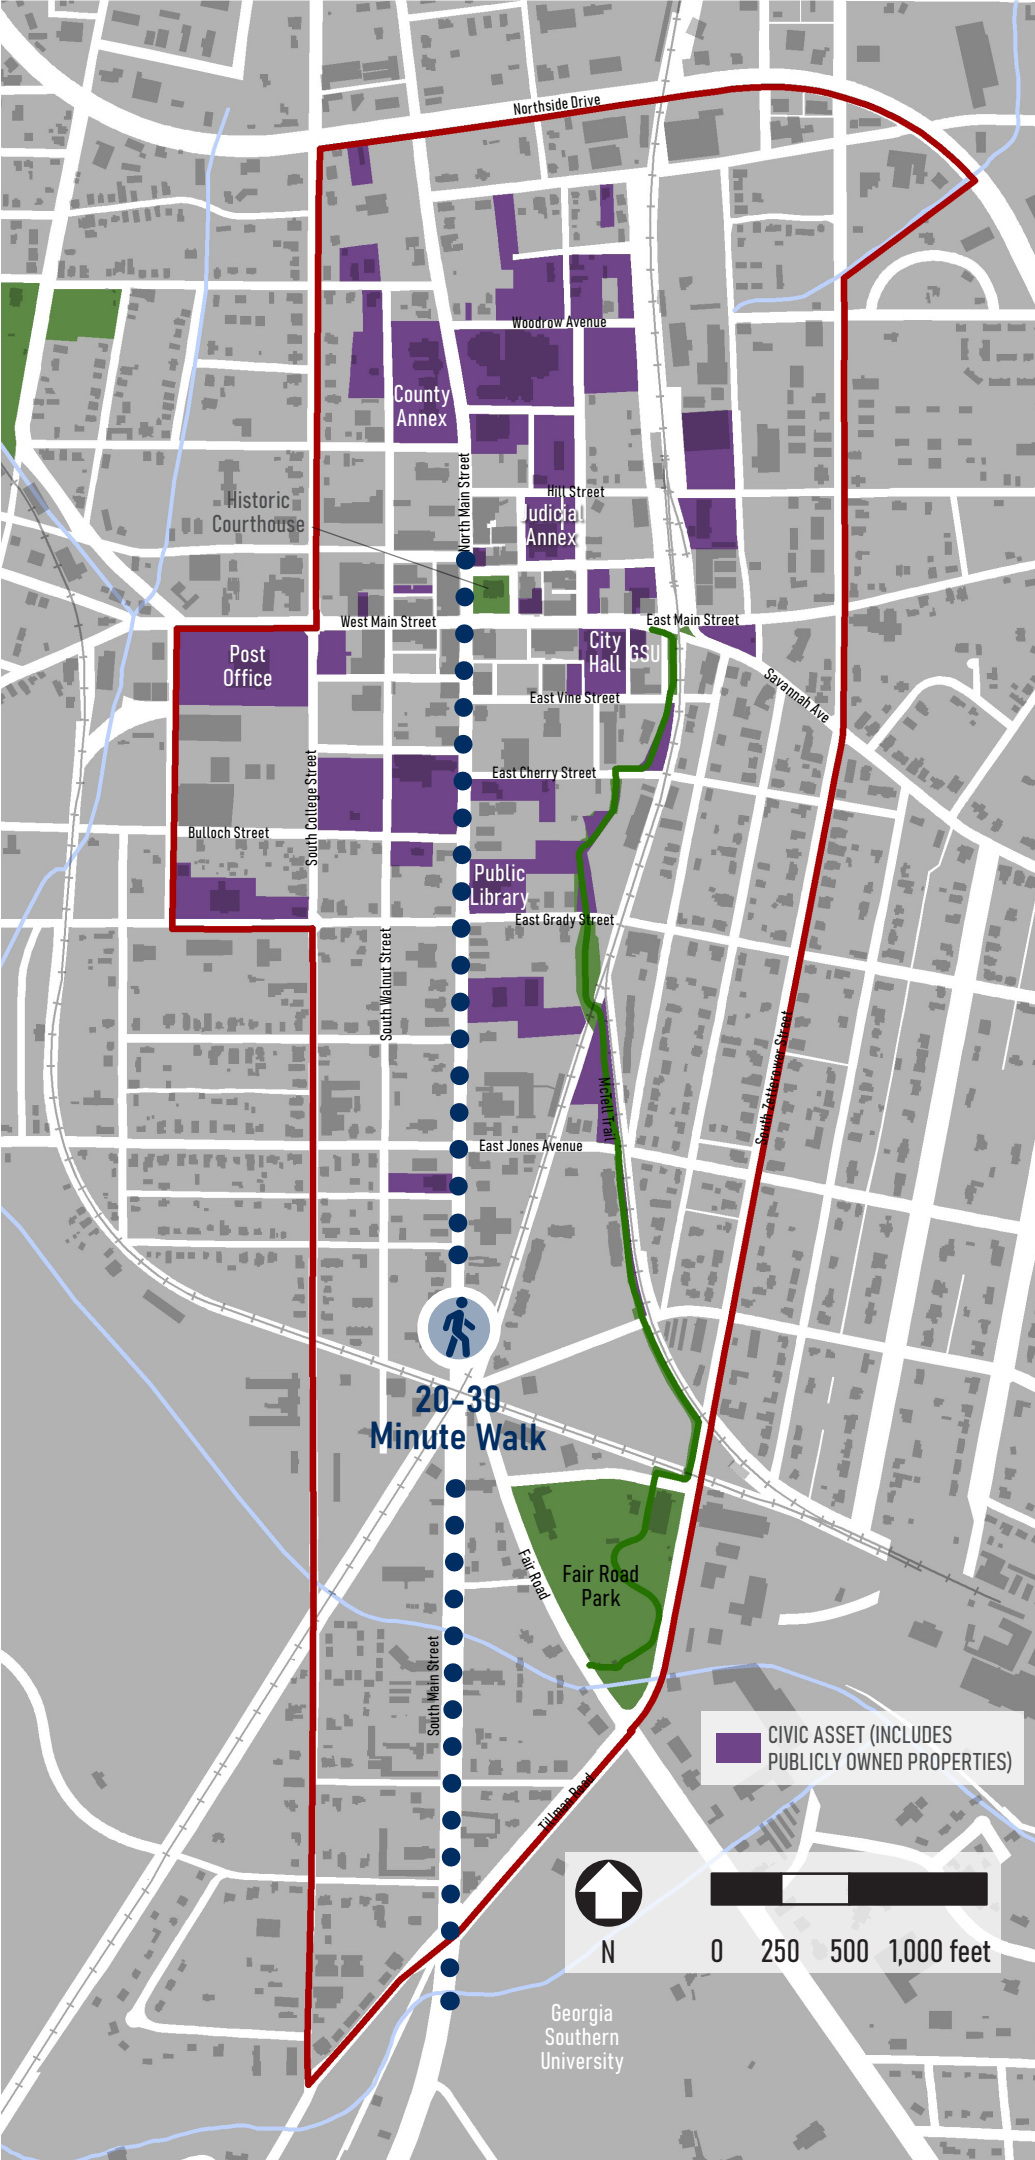 Northside Drive
Woodrow Avenue
County
Annex
North Main Street
Historic
Courthouse
Hill Street
Judicial
Annex
West Main Street
East Main Street
Post
Office
City
Hall
GSU
Savannah Ave
East Vine Street
South College Street
East Cherry Street
Bulloch Street
Public
Library
East Grady Street
South Walnut Street
South Zetterower Street
McTell Trail
East Jones Avenue
20-30
Minute Walk
Fair Road
Fair Road
Park
South Main Street
CIVIC ASSET (INCLUDES
PUBLICLY OWNED PROPERTIES)
Tillman Road
N
0 250 500 1,000 feet
Georgia
Southern
University